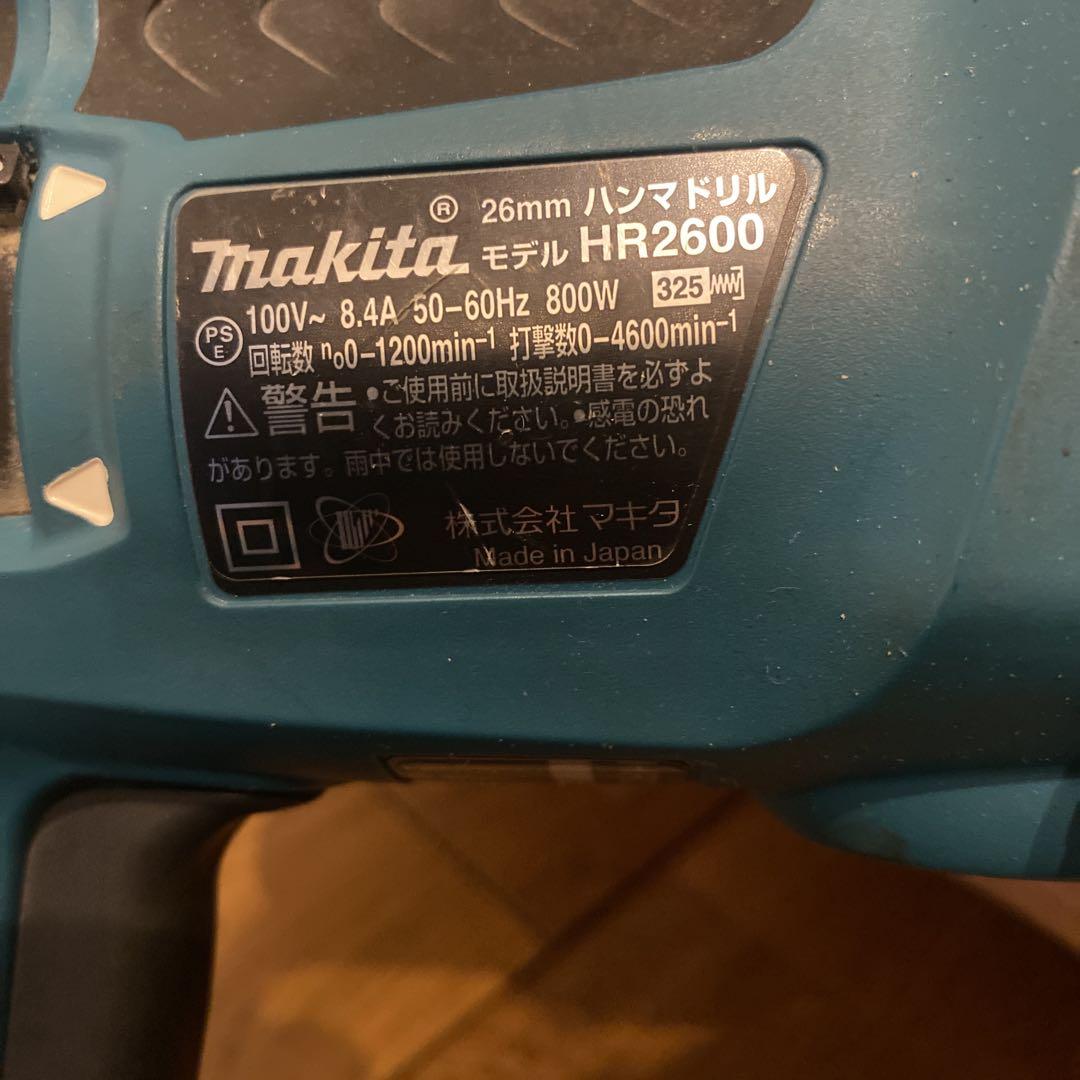 makita®
26mm ハンマドリル
モデル HR2600
100V~ 8.4A 50-60Hz 800W 325
PS E
回転数 n₀0-1200min⁻¹ 打撃数0-4600min⁻¹
警告 •ご使用前に取扱説明書を必ずよ
くお読みください。•感電の恐れ
があります。雨中では使用しないでください。
株式会社マキタ
Made in Japan